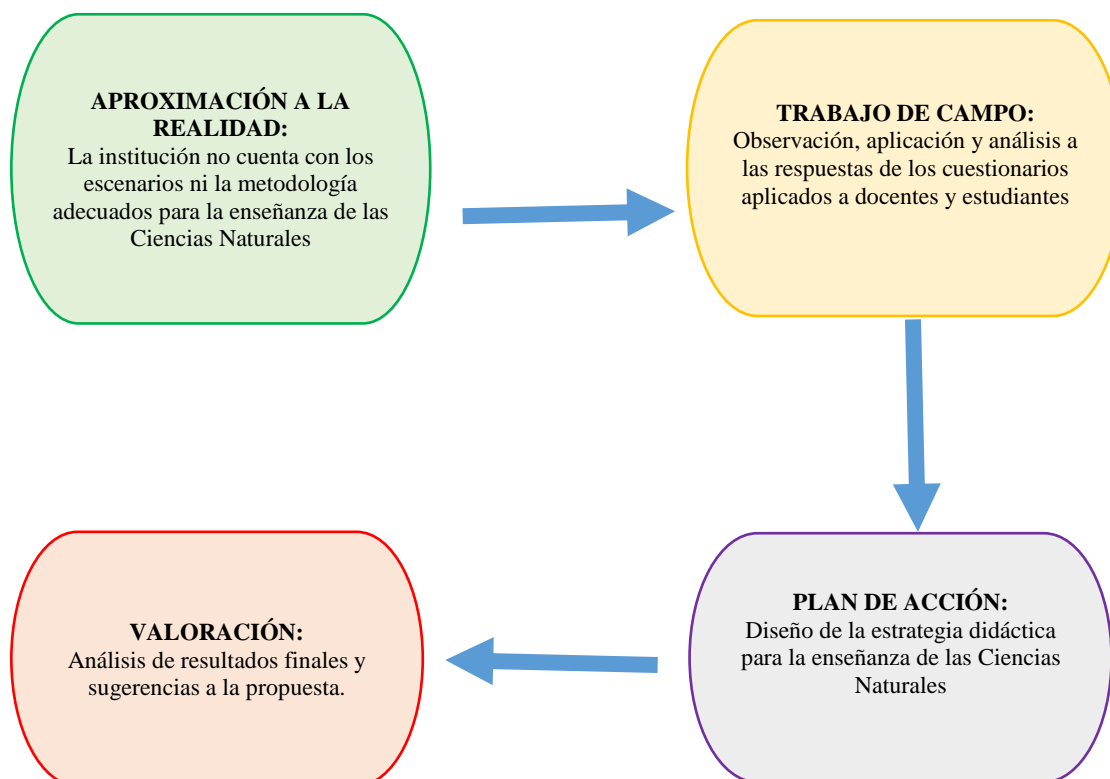 APROXIMACIÓN A LA
REALIDAD:
La institución no cuenta con los
escenarios ni la metodología
adecuados para la enseñanza de las
Ciencias Naturales
TRABAJO DE CAMPO:
Observación, aplicación y análisis a
las respuestas de los cuestionarios
aplicados a docentes y estudiantes
PLAN DE ACCIÓN:
Diseño de la estrategia didáctica
para la enseñanza de las Ciencias
Naturales
VALORACIÓN:
Análisis de resultados finales y
sugerencias a la propuesta.